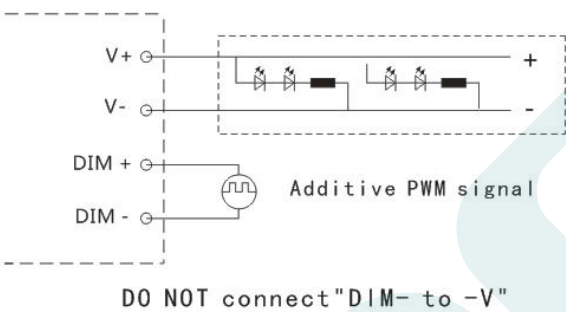 V+ +
V- -
DIM +
Additive PWM signal
DIM -
DO NOT connect"DIM- to -V"